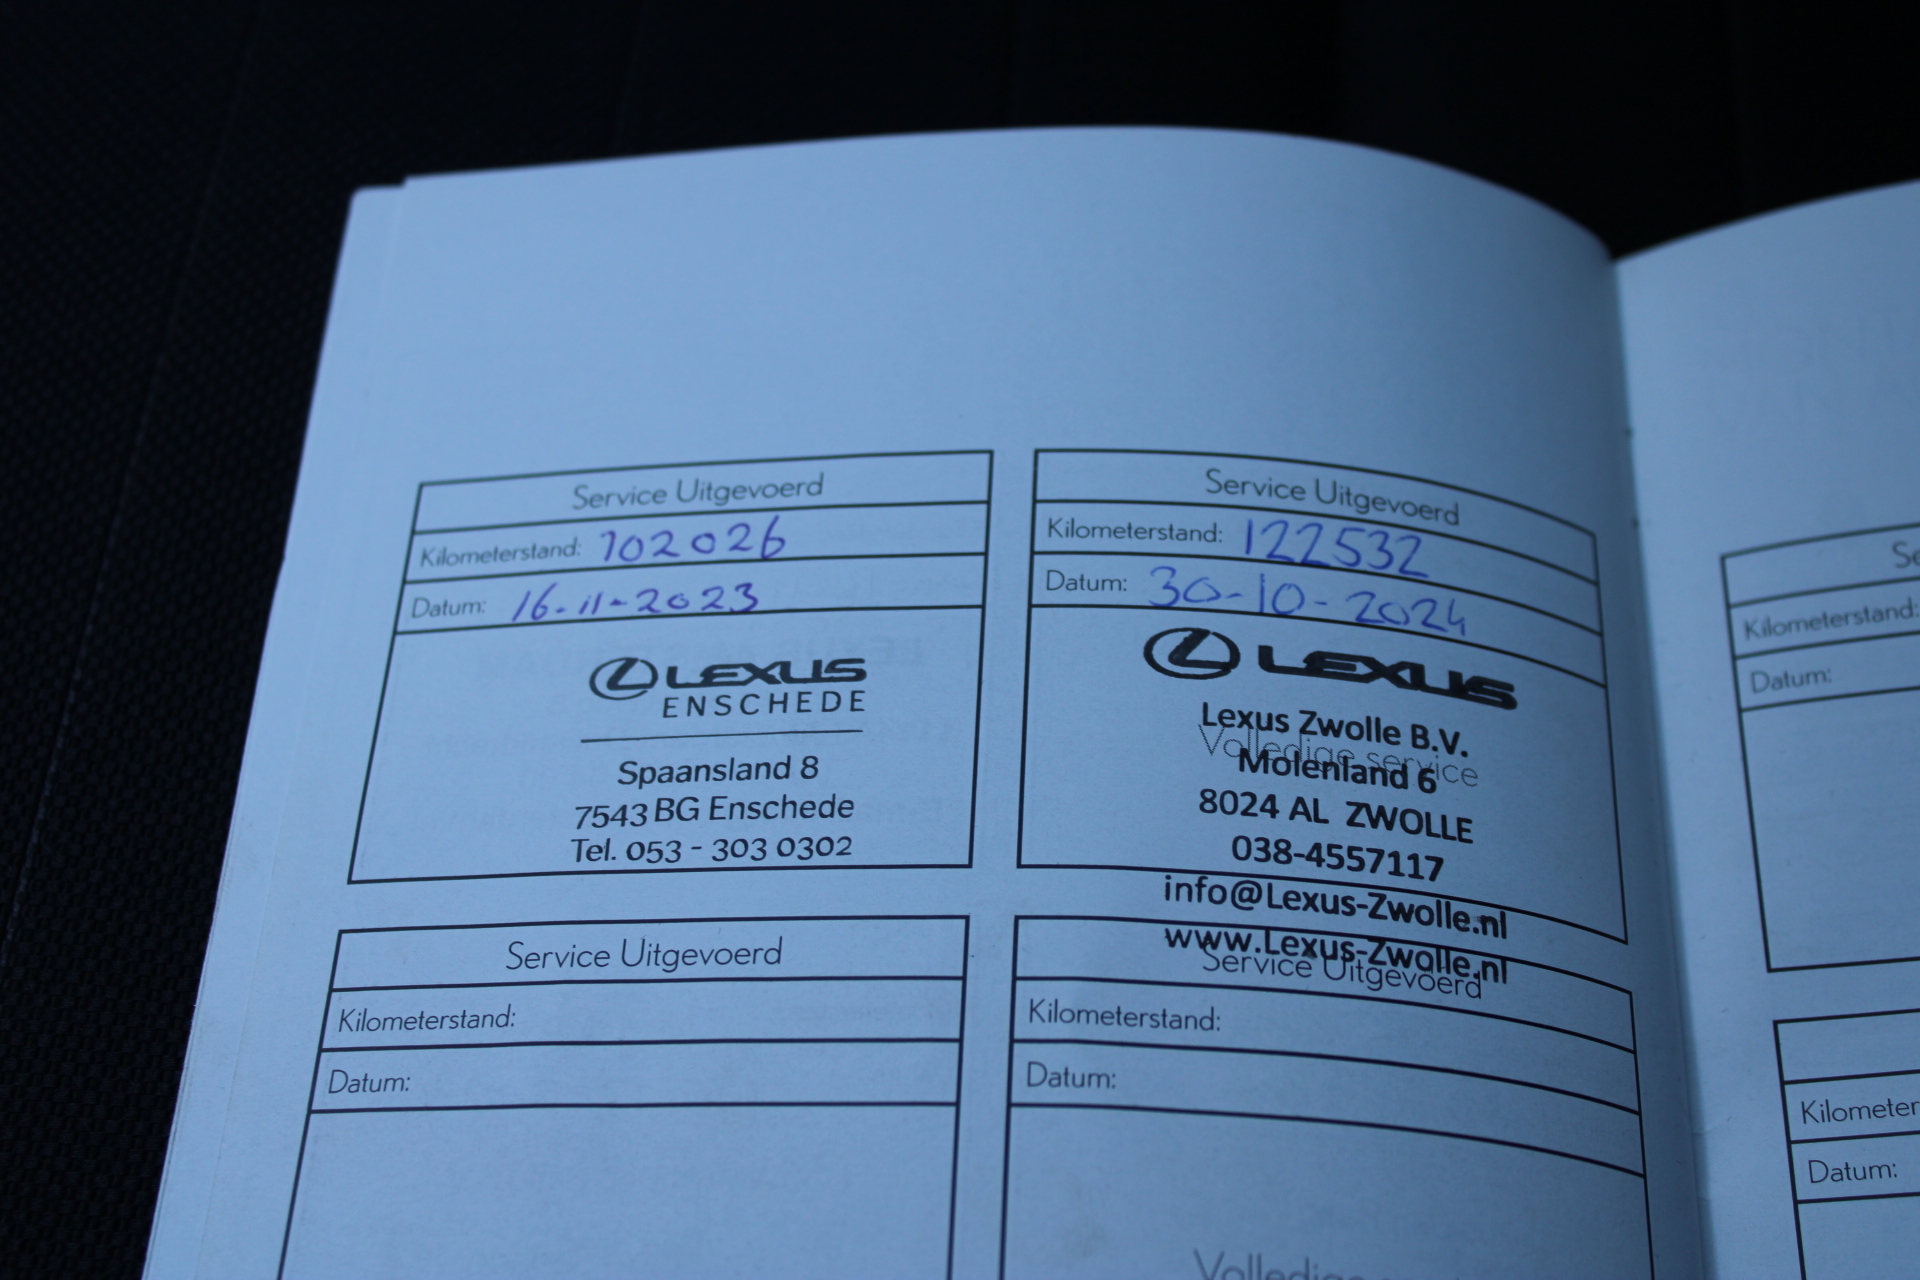 Service Uitgevoerd
Kilometerstand: 102026
Datum: 16-11-2023
LEXUS
ENSCHEDE
Spaansland 8
7543 BG Enschede
Tel. 053 - 303 0302
Service Uitgevoerd
Kilometerstand: 122532
Datum: 30-10-2024
LEXUS
Lexus Zwolle B.V.
Volledige service
Molenland 6
8024 AL ZWOLLE
038-4557117
info@Lexus-Zwolle.nl
www.Lexus-Zwolle.nl
Service Uitgevoerd
Kilometerstand:
Datum:
Service Uitgevoerd
Kilometerstand:
Datum:
Volledige
Kilometerstand:
Datum:
Datum: